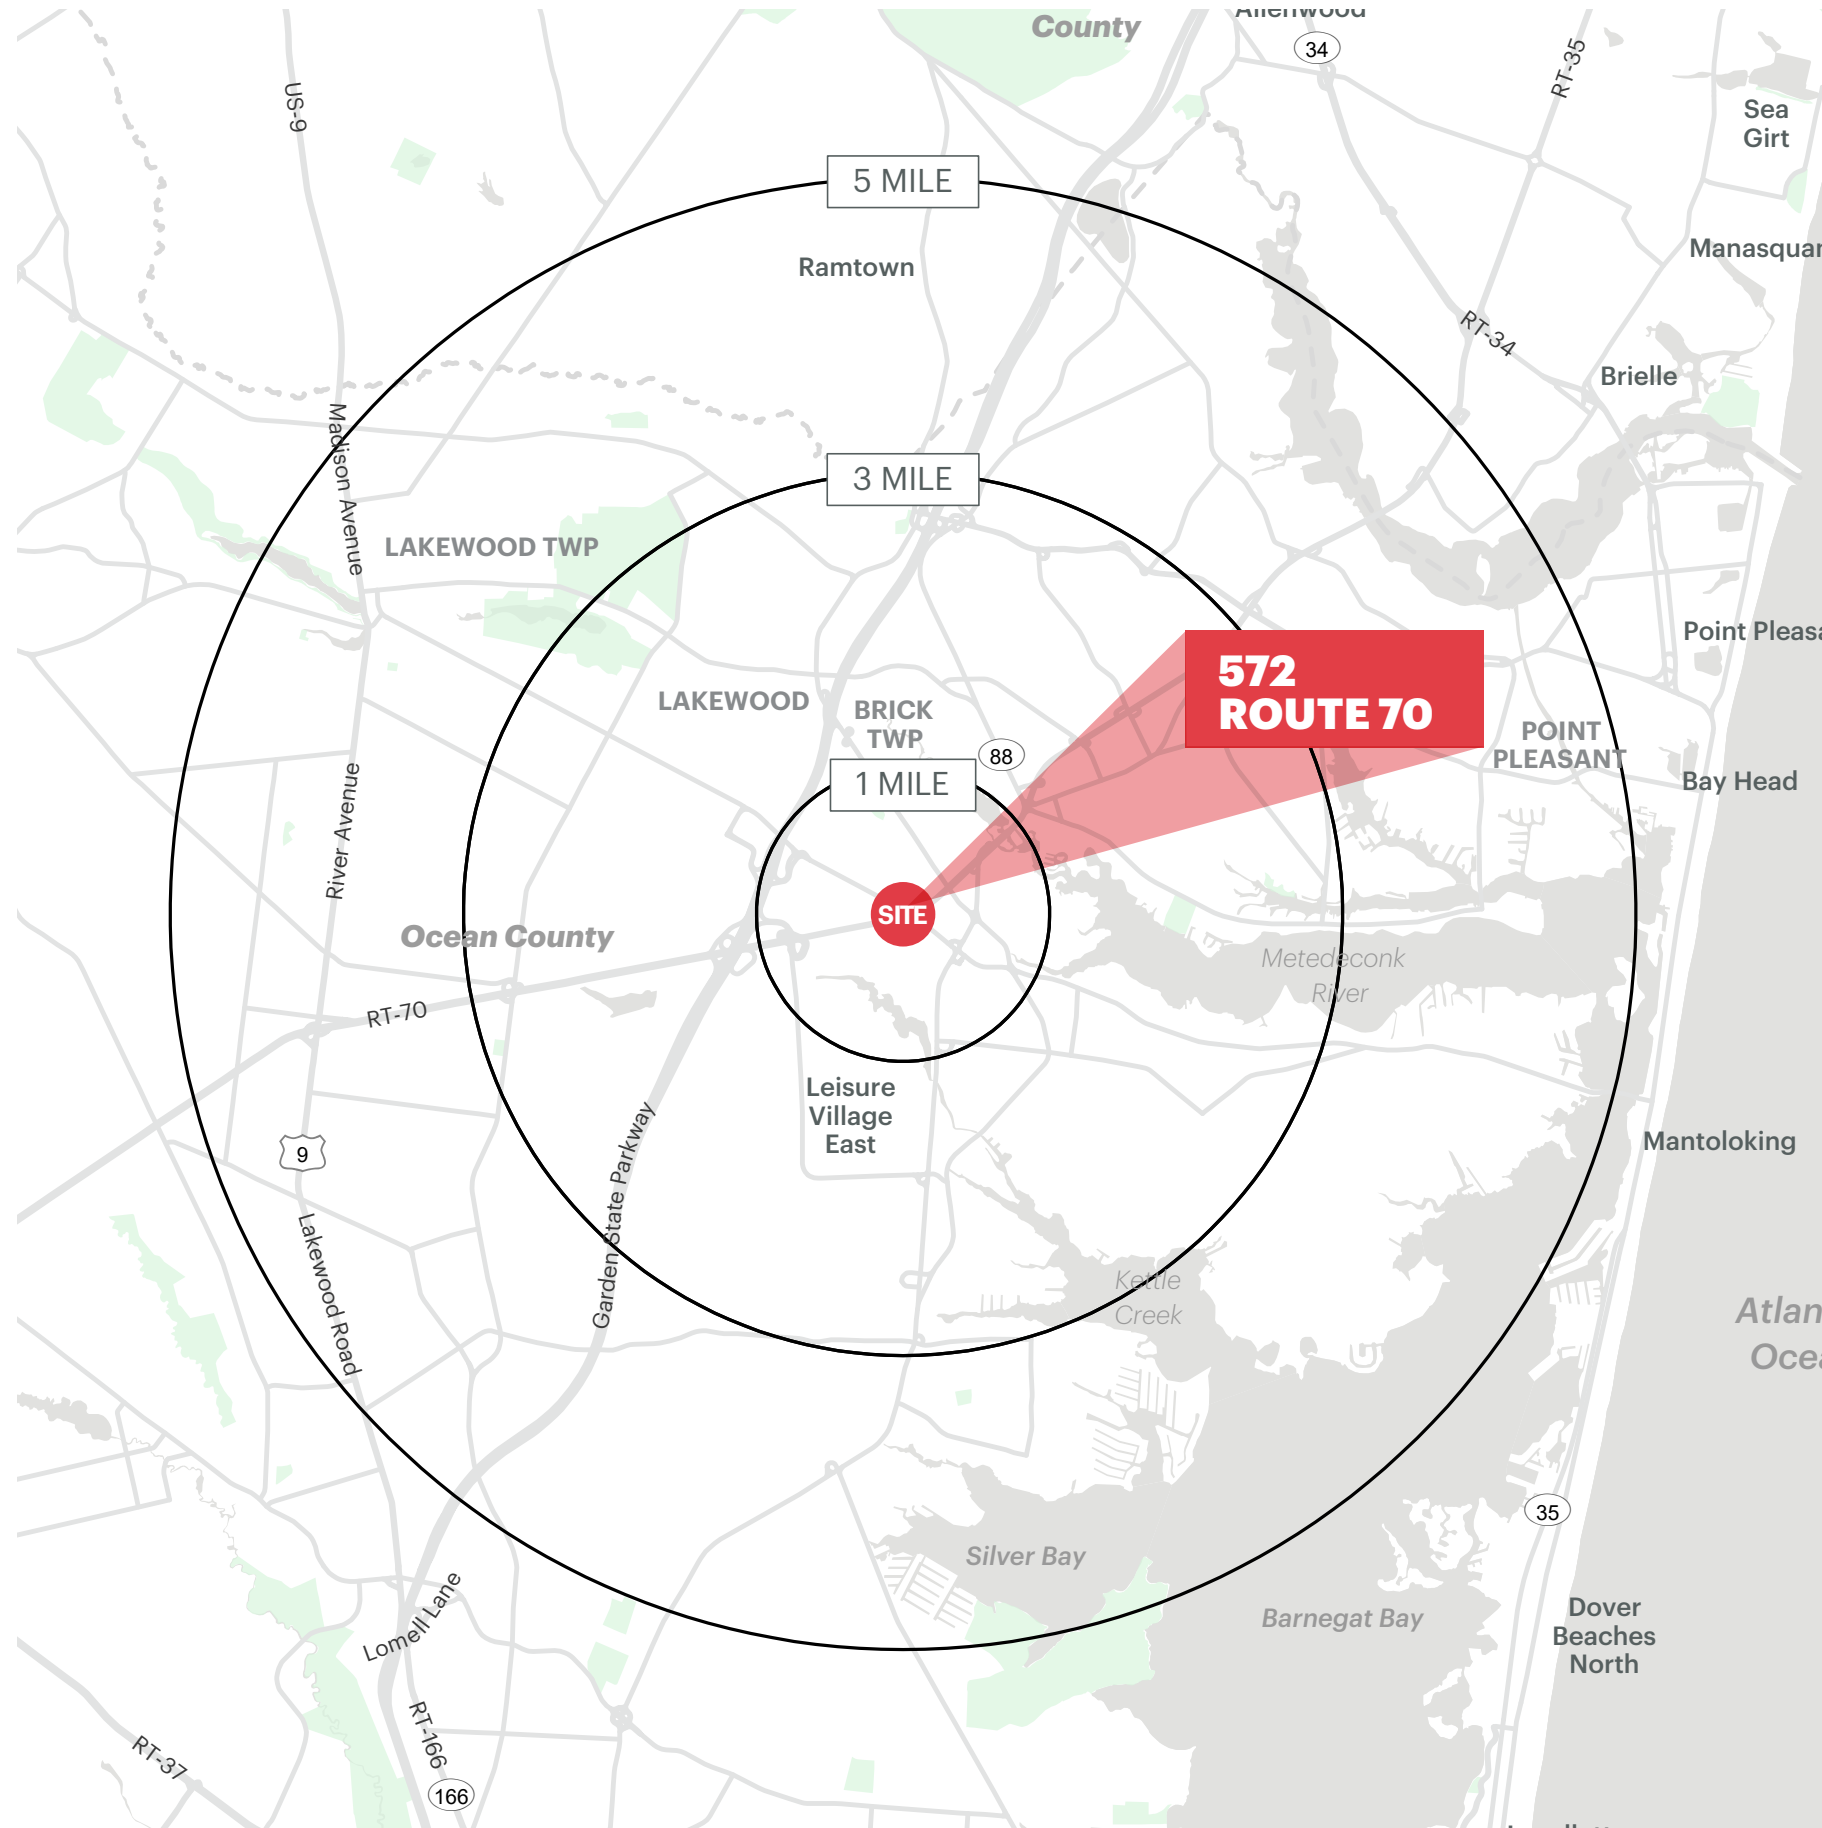 Allenwood
County
34
RT-35
US-9
Sea
Girt
5 MILE
Manasquan
Ramtown
RT-34
Brielle
Madison Avenue
3 MILE
LAKEWOOD TWP
Point Pleasa
572
ROUTE 70
LAKEWOOD
BRICK
TWP
88
POINT
PLEASANT
1 MILE
Bay Head
River Avenue
SITE
Ocean County
Metedeconk
River
RT-70
Leisure
Village
East
9
Garden State Parkway
Mantoloking
Lakewood Road
Kettle
Creek
Atlan
Ocea
35
Silver Bay
Lomell Lane
Barnegat Bay
Dover
Beaches
North
RT-166
RT-37
166